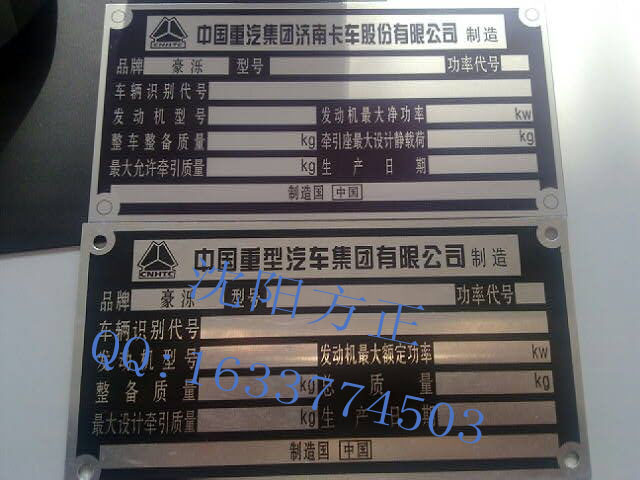 CNHTC 中国重汽集团济南卡车股份有限公司 制造
品牌 豪泺 型号 功率代号
车辆识别代号
发动机型号 发动机最大净功率 kw
整车整备质量 kg 牵引座最大设计静载荷 kg
最大允许牵引质量 kg 生产日期
制造国 中国
CNHTC 中国重型汽车集团有限公司 制造
品牌 豪泺 型号 功率代号
车辆识别代号
发动机型号 发动机最大额定功率 kw
整备质量 kg 总质量 kg
最大设计牵引质量 kg 生产日期
制造国 中国
沈阳方正
QQ:1633774503